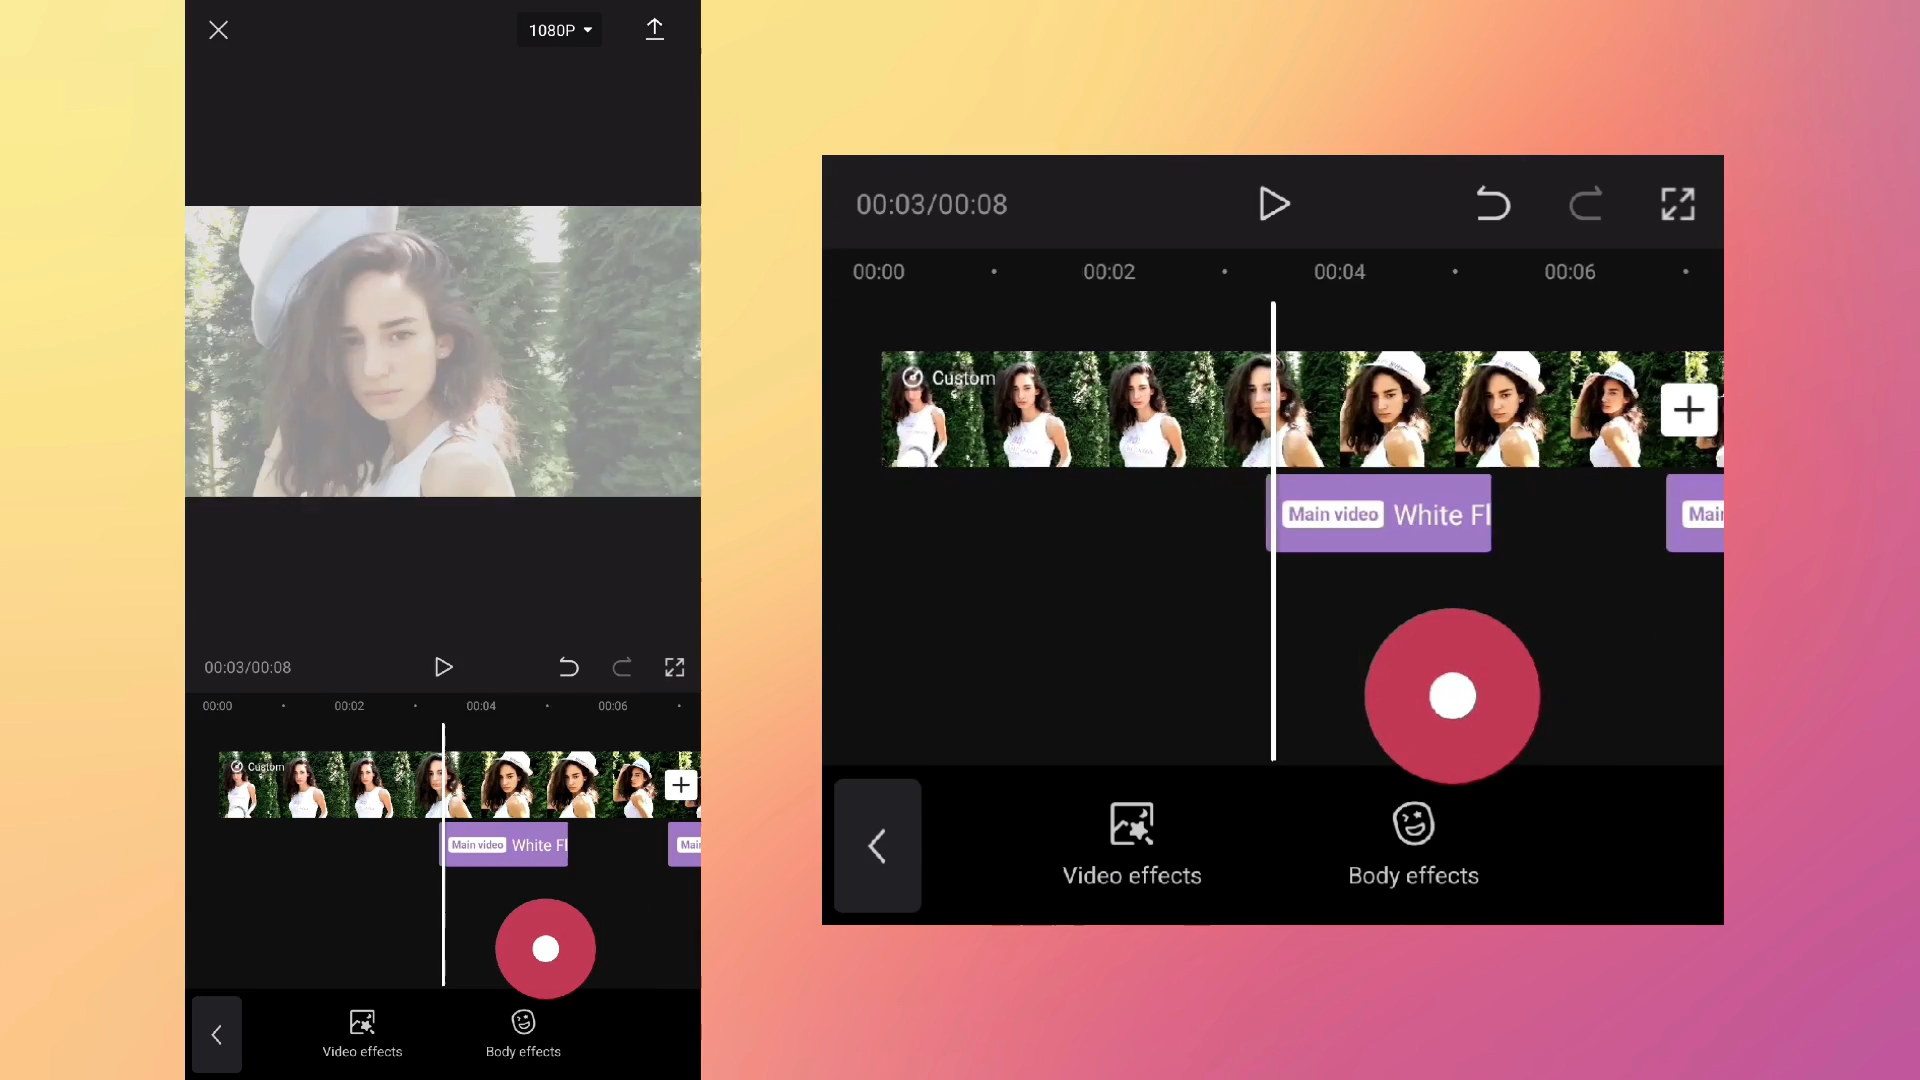 1080P
00:03/00:08
00:00 00:02 00:04 00:06
Custom
Main video White Fl
Mai
Video effects Body effects
00:03/00:08
00:00 00:02 00:04 00:06
Custom
Main video White Fl
Mai
Video effects Body effects